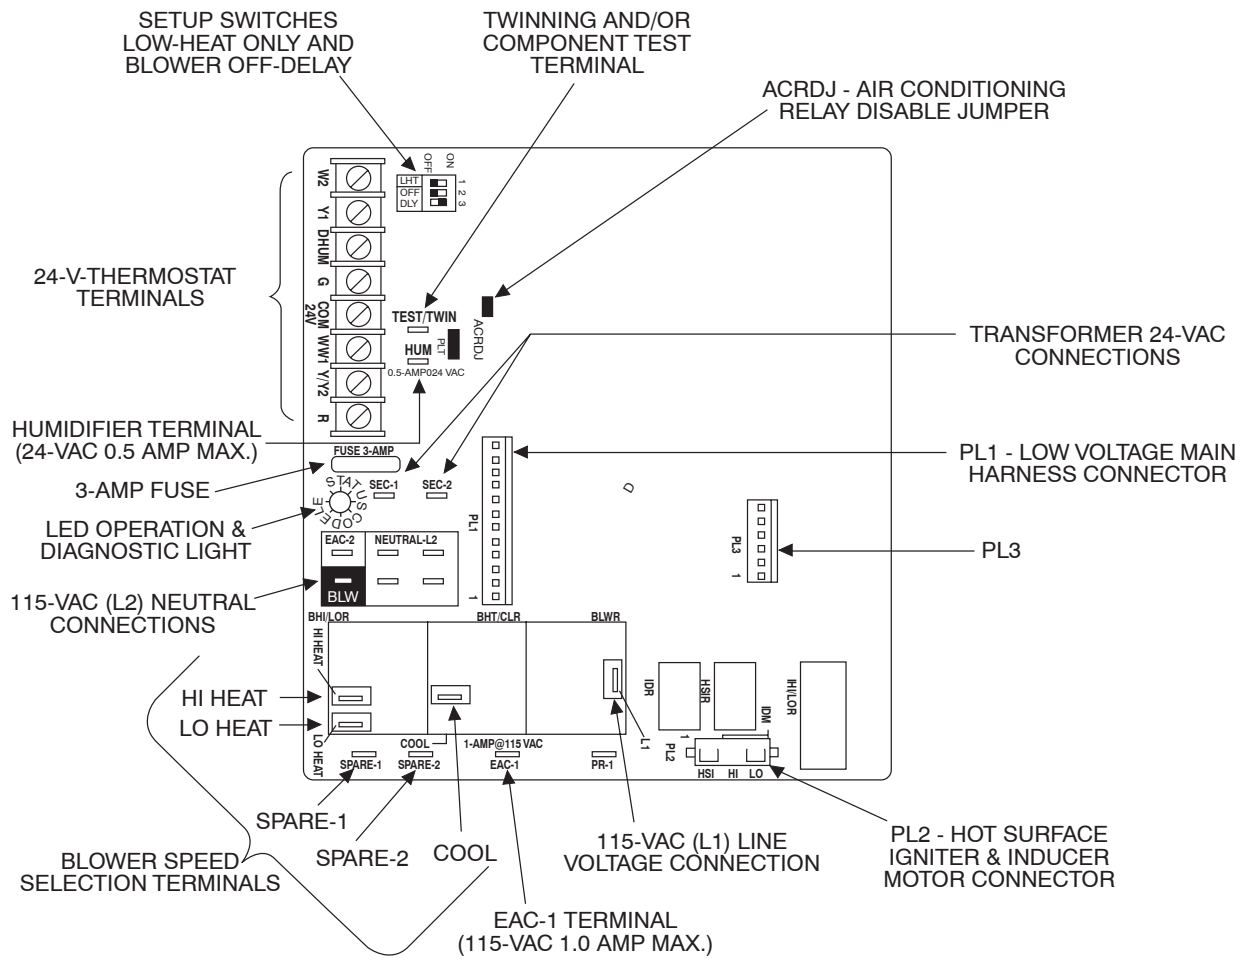 SETUP SWITCHES
LOW-HEAT ONLY AND
BLOWER OFF-DELAY
TWINNING AND/OR
COMPONENT TEST
TERMINAL
ACRDJ - AIR CONDITIONING
RELAY DISABLE JUMPER
OFF
ON
LHT
OFF
DLY
1
2
3
W2
Y1
DHUM
G
COM
24V
W/W1
Y/Y2
R
24-V-THERMOSTAT
TERMINALS
TEST/TWIN
HUM
0.5-AMP024 VAC
PLT
ACRDJ
TRANSFORMER 24-VAC
CONNECTIONS
HUMIDIFIER TERMINAL
(24-VAC 0.5 AMP MAX.)
FUSE 3-AMP
3-AMP FUSE
STATUS CODE LE
D
SEC-1
SEC-2
PL1
1
PL1 - LOW VOLTAGE MAIN
HARNESS CONNECTOR
LED OPERATION &
DIAGNOSTIC LIGHT
EAC-2
NEUTRAL-L2
BLW
PL3
1
PL3
115-VAC (L2) NEUTRAL
CONNECTIONS
BHI/LOR
BHT/CLR
BLWR
HI HEAT
LO HEAT
HI HEAT
LO HEAT
COOL
1-AMP@115 VAC
L1
SPARE-1
SPARE-2
EAC-1
PR-1
IDR
HSIR
IDM
IHI/LOR
PL2
1
HSI
HI
LO
SPARE-1
SPARE-2
COOL
BLOWER SPEED
SELECTION TERMINALS
115-VAC (L1) LINE
VOLTAGE CONNECTION
PL2 - HOT SURFACE
IGNITER & INDUCER
MOTOR CONNECTOR
EAC-1 TERMINAL
(115-VAC 1.0 AMP MAX.)